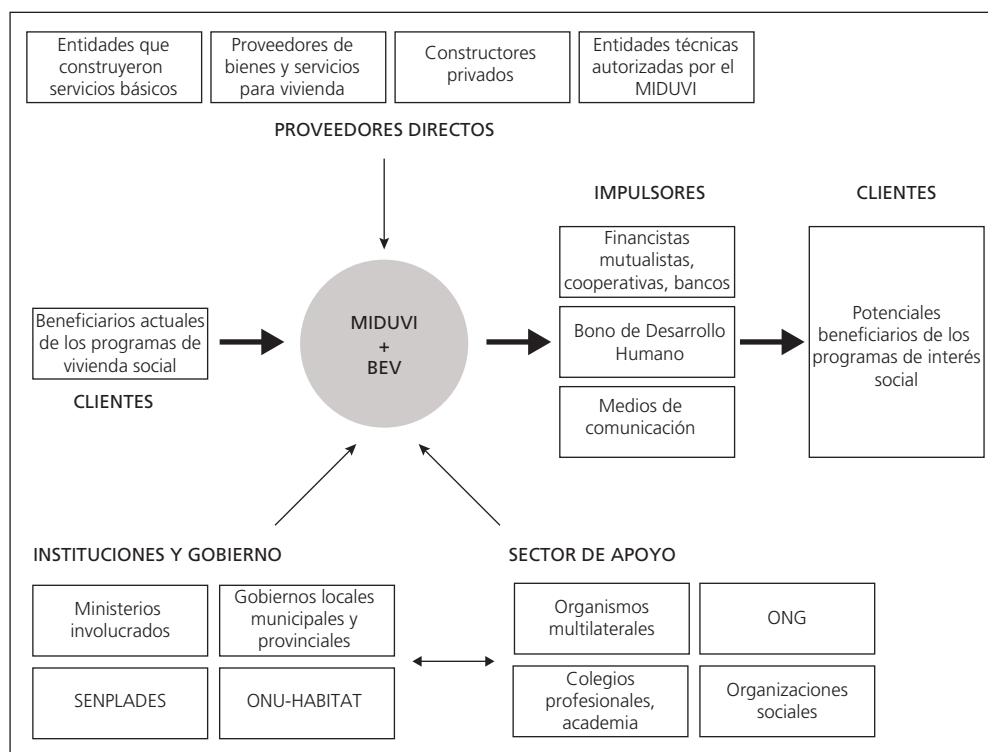 Entidades que
construyeron
servicios básicos
Proveedores de
bienes y servicios
para vivienda
Constructores
privados
Entidades técnicas
autorizadas por el
MIDUVI
PROVEEDORES DIRECTOS
IMPULSORES
CLIENTES
Financistas
mutualistas,
cooperativas, bancos
Beneficiarios actuales
de los programas de
vivienda social
CLIENTES
MIDUVI
+
BEV
Bono de Desarrollo
Humano
Medios de
comunicación
Potenciales
beneficiarios de los
programas de interés
social
INSTITUCIONES Y GOBIERNO
Ministerios
involucrados
Gobiernos locales
municipales y
provinciales
SENPLADES
ONU-HABITAT
SECTOR DE APOYO
Organismos
multilaterales
ONG
Colegios
profesionales,
academia
Organizaciones
sociales